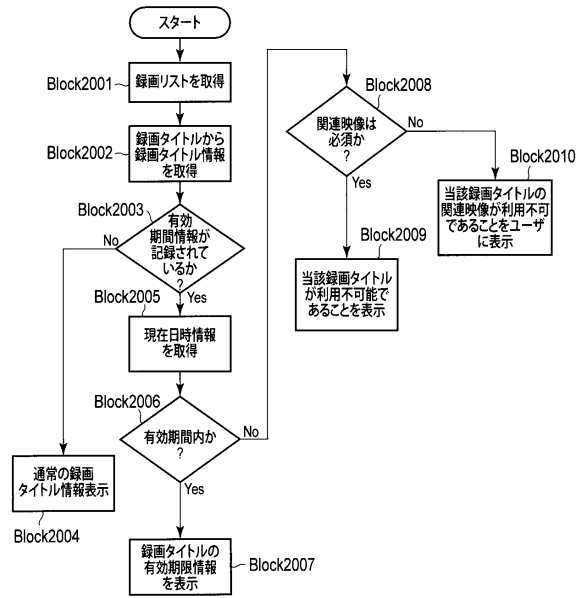 スタート
Block2001
録画リストを取得
Block2002
録画タイトルから
録画タイトル情報
を取得
Block2003
有効
期間情報が
記録されて
いるか
?
No
Yes
Block2005
現在日時情報
を取得
Block2006
有効期間内か
?
No
Yes
通常の録画
タイトル情報表示
Block2004
録画タイトルの
有効期限情報
を表示
Block2007
Block2008
関連映像は
必須か
?
No
Yes
Block2010
当該録画タイトルの
関連映像が利用不可
であることをユーザ
に表示
Block2009
当該録画タイトル
が利用不可能で
あることを表示